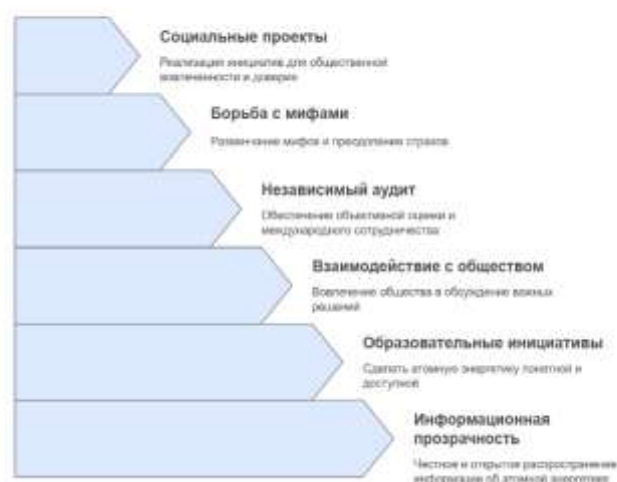 Социальные проекты
Реализация инициатив для общественной
вовлеченности и доверия
Борьба с мифами
Развенчание мифов и преодоление страхов
Независимый аудит
Обеспечение объективной оценки и
международного сотрудничества
Взаимодействие с обществом
Вовлечение общества в обсуждение важных
решений
Образовательные инициативы
Сделать атомную энергетику понятной и
доступной
Информационная
прозрачность
Честное и открытое распространение
информации об атомной энергетике